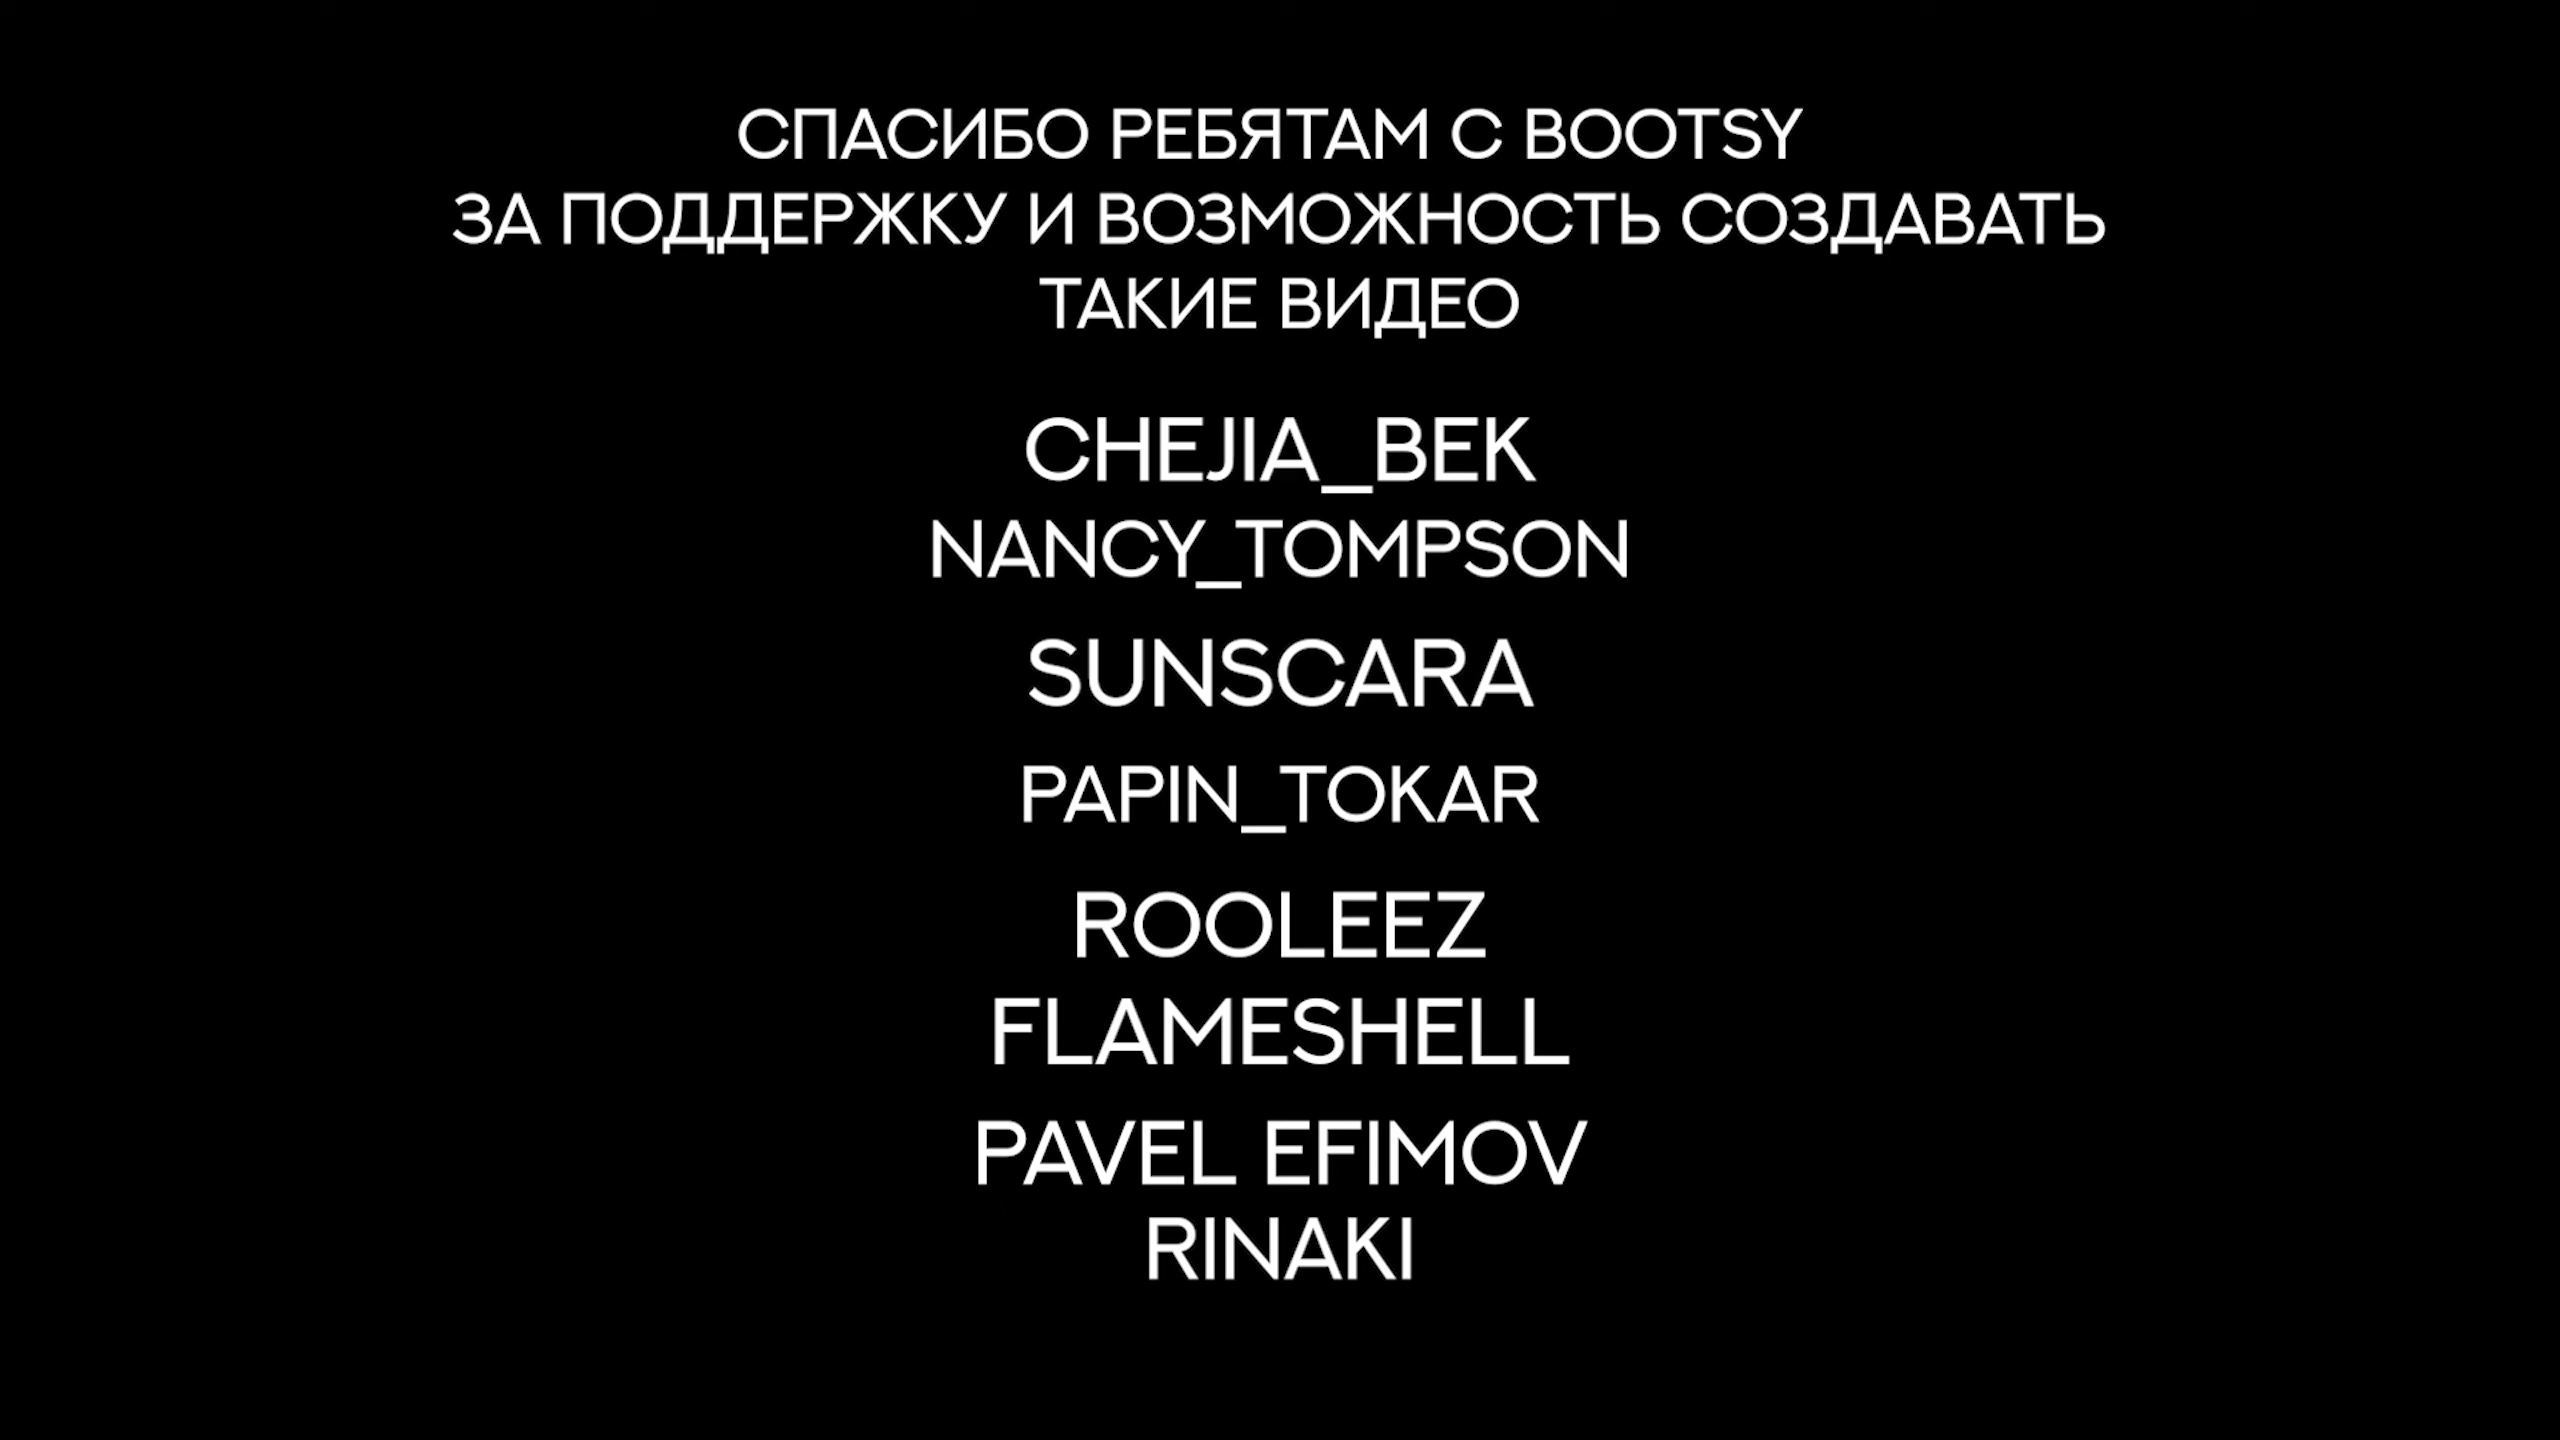 СПАСИБО РЕБЯТАМ С BOOTSY
ЗА ПОДДЕРЖКУ И ВОЗМОЖНОСТЬ СОЗДАВАТЬ
ТАКИЕ ВИДЕО
CHEJIA_BEK
NANCY_TOMPSON
SUNSCARA
PAPIN_TOKAR
ROOLEEZ
FLAMESHELL
PAVEL EFIMOV
RINAKI